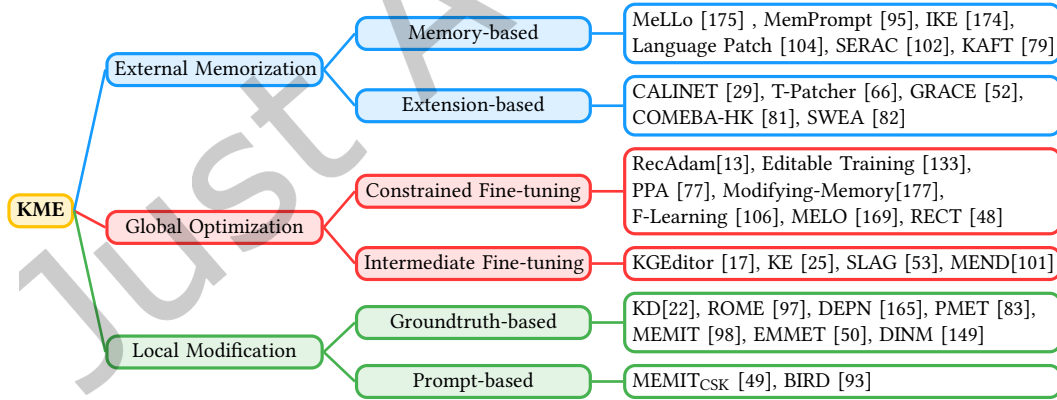 KME
External Memorization
Memory-based
MeLLo [175] , MemPrompt [95], IKE [174],
Language Patch [104], SERAC [102], KAFT [79]
Extension-based
CALINET [29], T-Patcher [66], GRACE [52],
COMEBA-HK [81], SWEA [82]
Global Optimization
Constrained Fine-tuning
RecAdam[13], Editable Training [133],
PPA [77], Modifying-Memory[177],
F-Learning [106], MELO [169], RECT [48]
Intermediate Fine-tuning
KGEditor [17], KE [25], SLAG [53], MEND[101]
Local Modification
Groundtruth-based
KD[22], ROME [97], DEPN [165], PMET [83],
MEMIT [98], EMMET [50], DINM [149]
Prompt-based
MEMITCSK [49], BIRD [93]
Just A